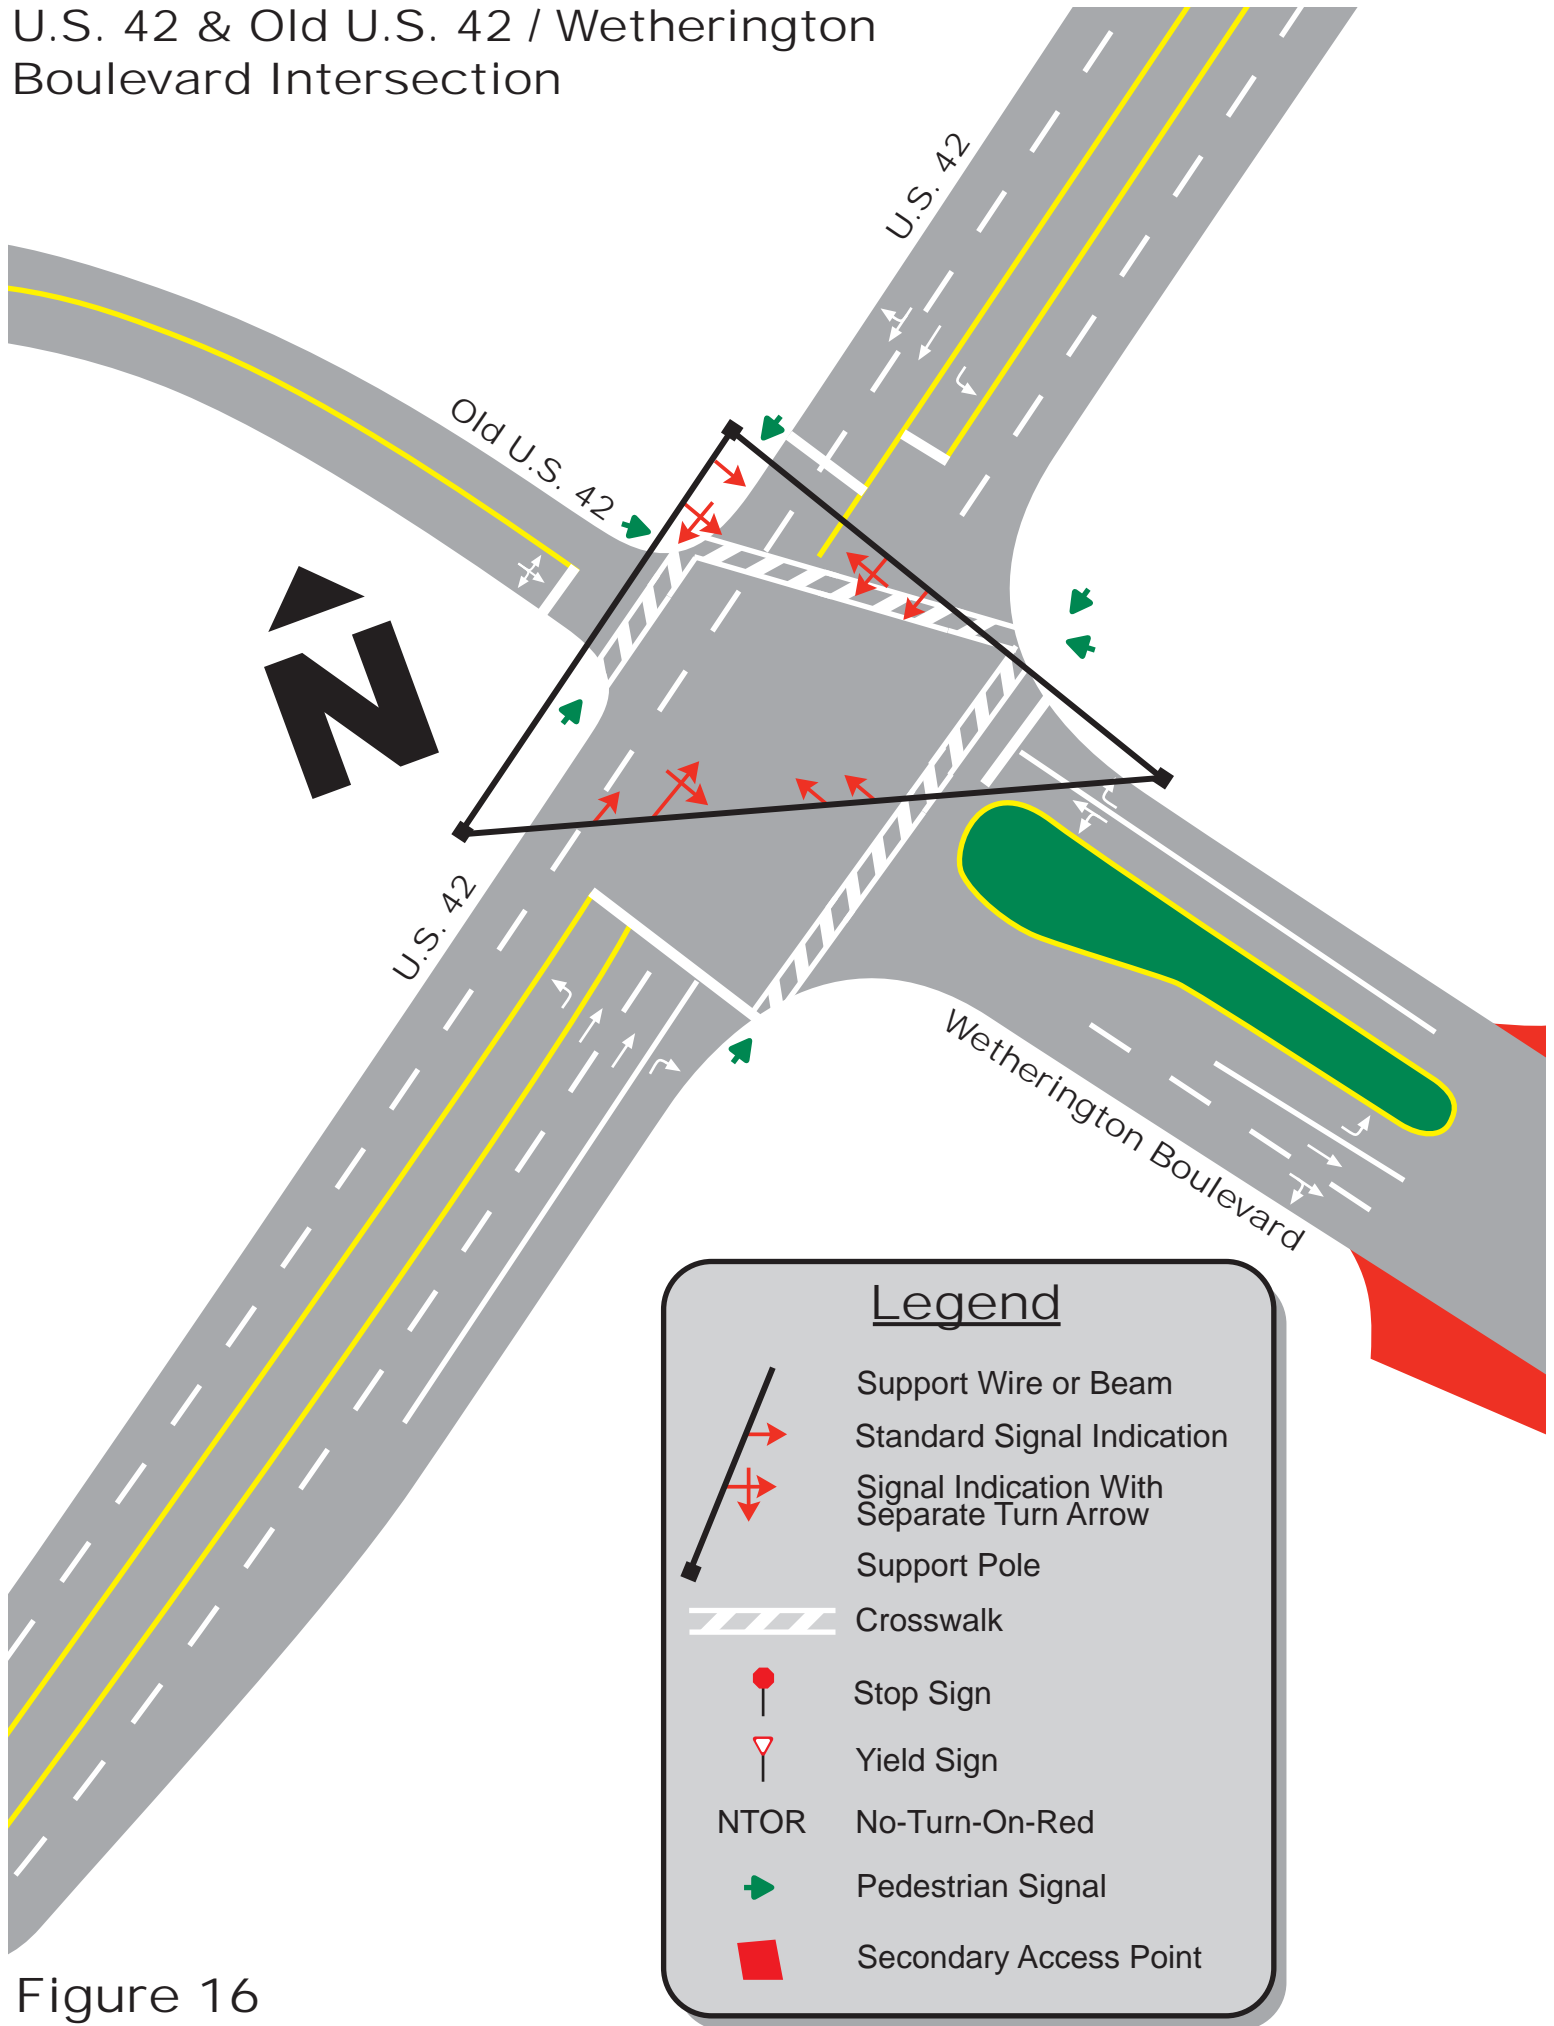 U.S. 42 & Old U.S. 42 / Wetherington
Boulevard Intersection
U.S. 42
Old U.S. 42
N
U.S. 42
Wetherington Boulevard
Legend
Support Wire or Beam
Standard Signal Indication
Signal Indication With
Separate Turn Arrow
Support Pole
Crosswalk
Stop Sign
Yield Sign
NTOR No-Turn-On-Red
Pedestrian Signal
Secondary Access Point
Figure 16